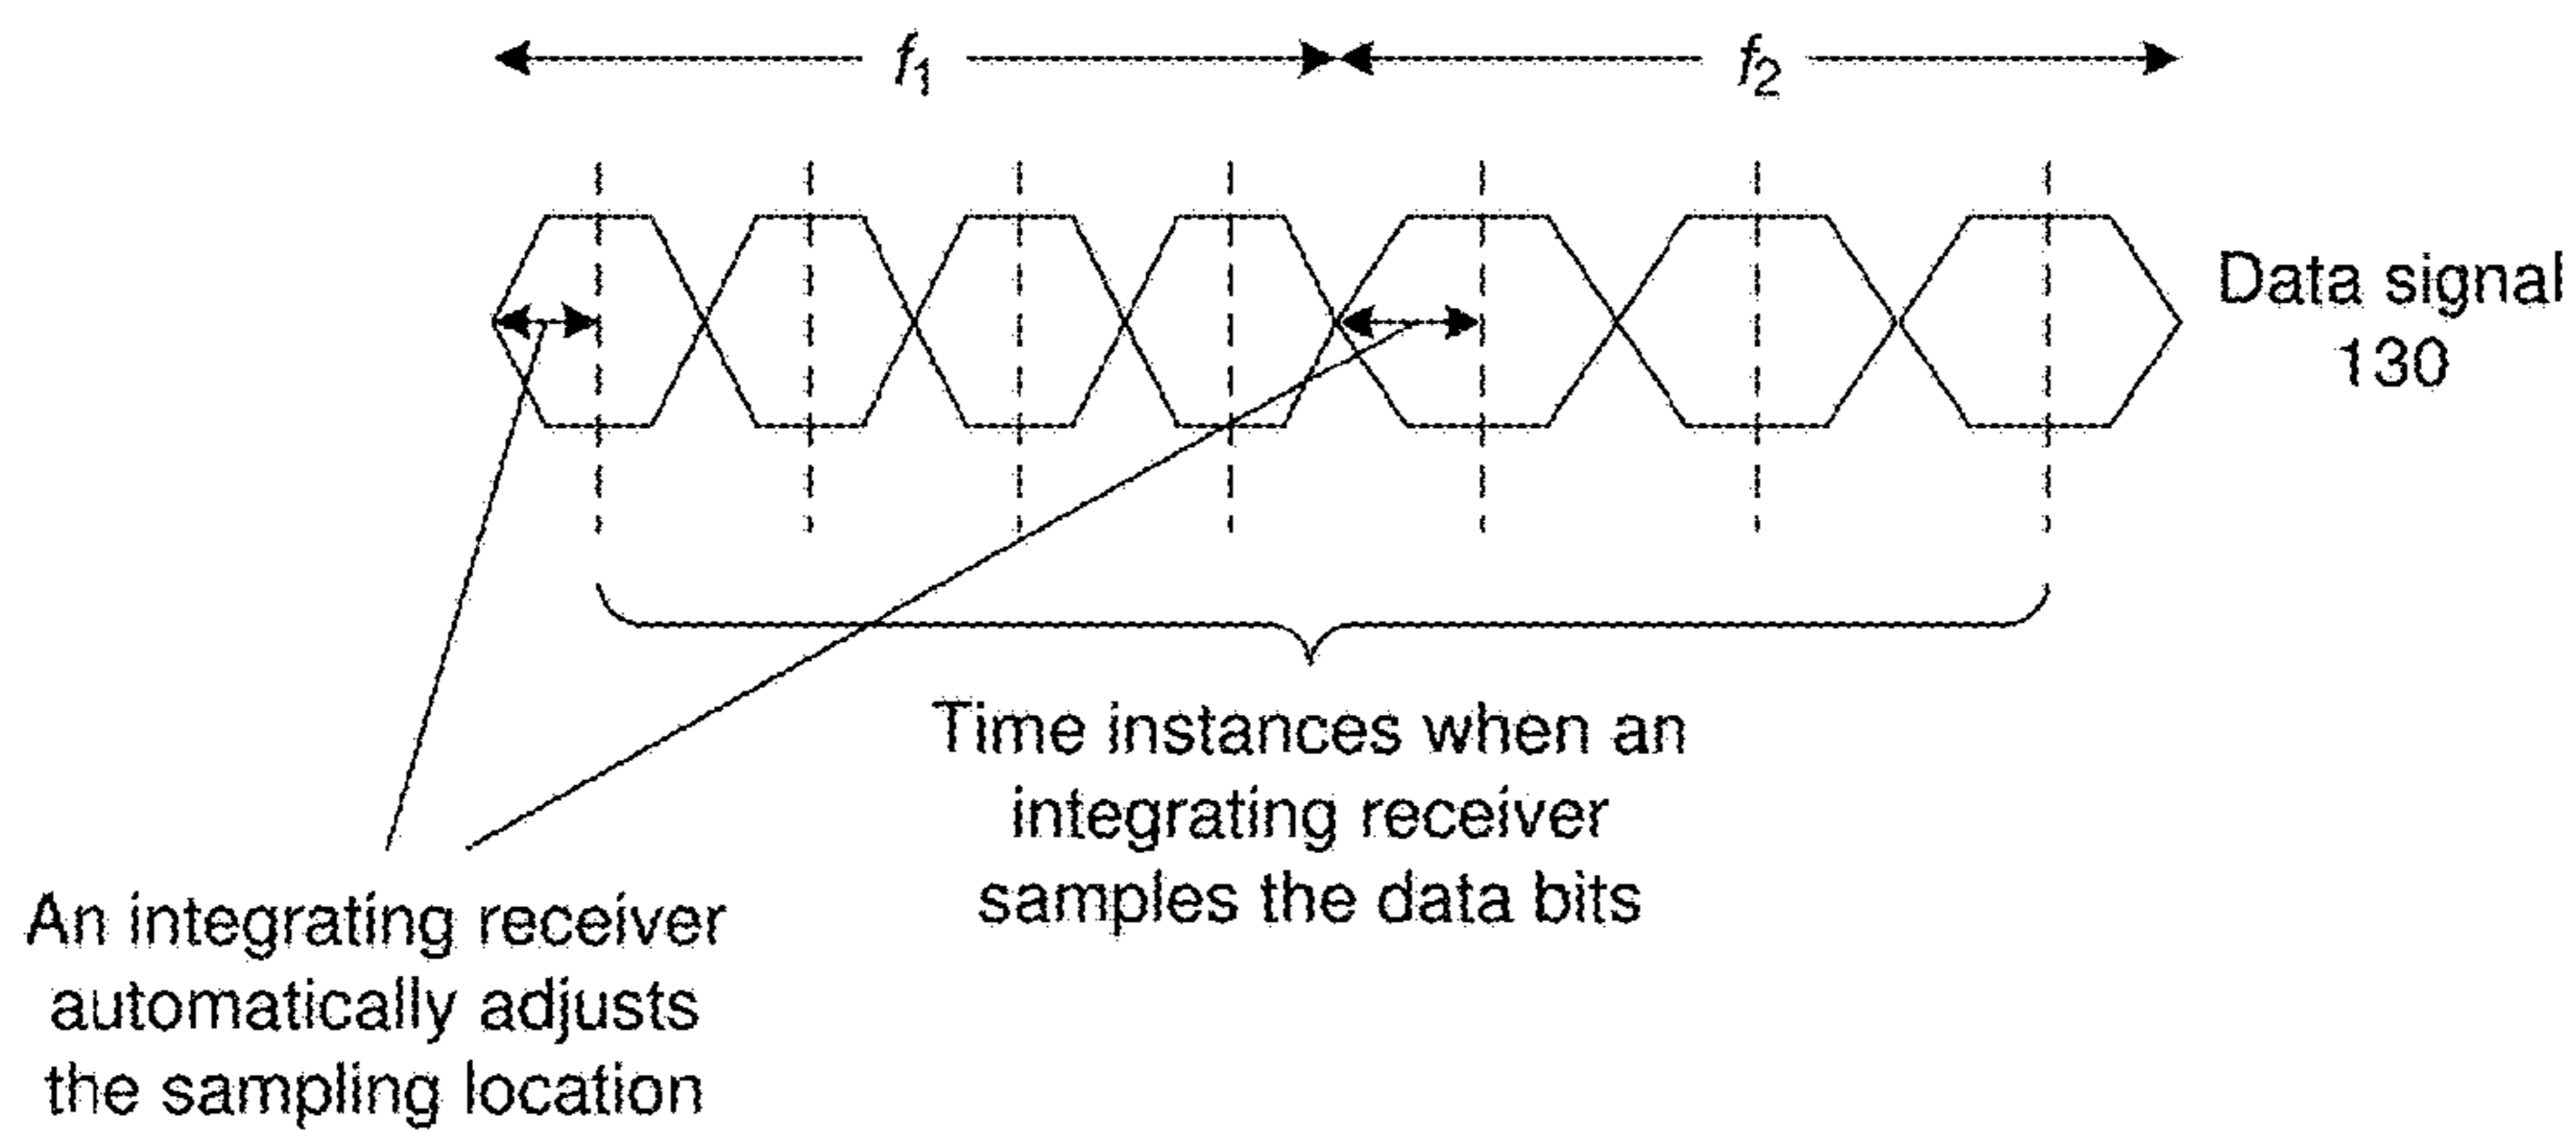 f1
f2
Data signal
130
Time instances when an
integrating receiver
samples the data bits
An integrating receiver
automatically adjusts
the sampling location